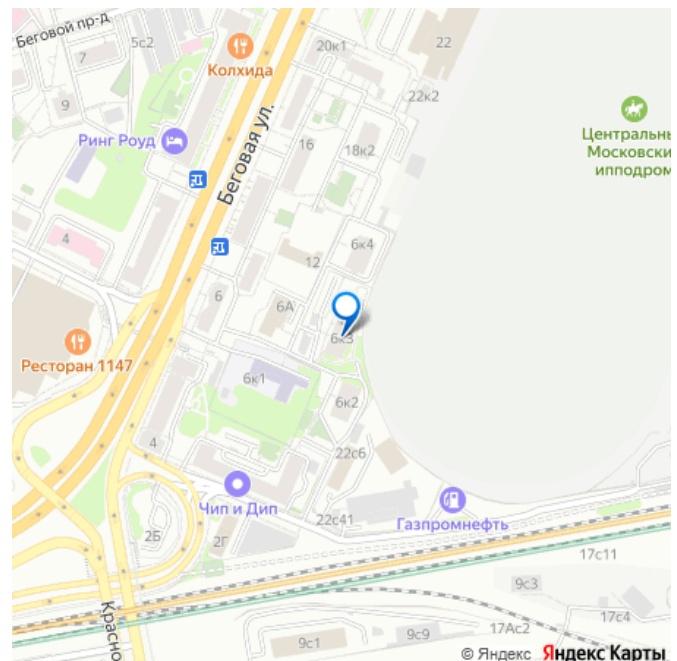 Беговой пр-д
5с2
Колхида
20к1
22
9
22к2
Ринг Роуд
Беговая ул.
16
18к2
Центральнь
Московски
ипподром
4
6к4
12
6
6А
6к3
Ресторан 1147
6к1
6к2
4
22с6
Чип и Дип
22с41
Газпромнефть
2Б
2Г
17с11
9с3
Красно
17с4
17Ас2
9с1
9с9
© Яндекс Яндекс Карты